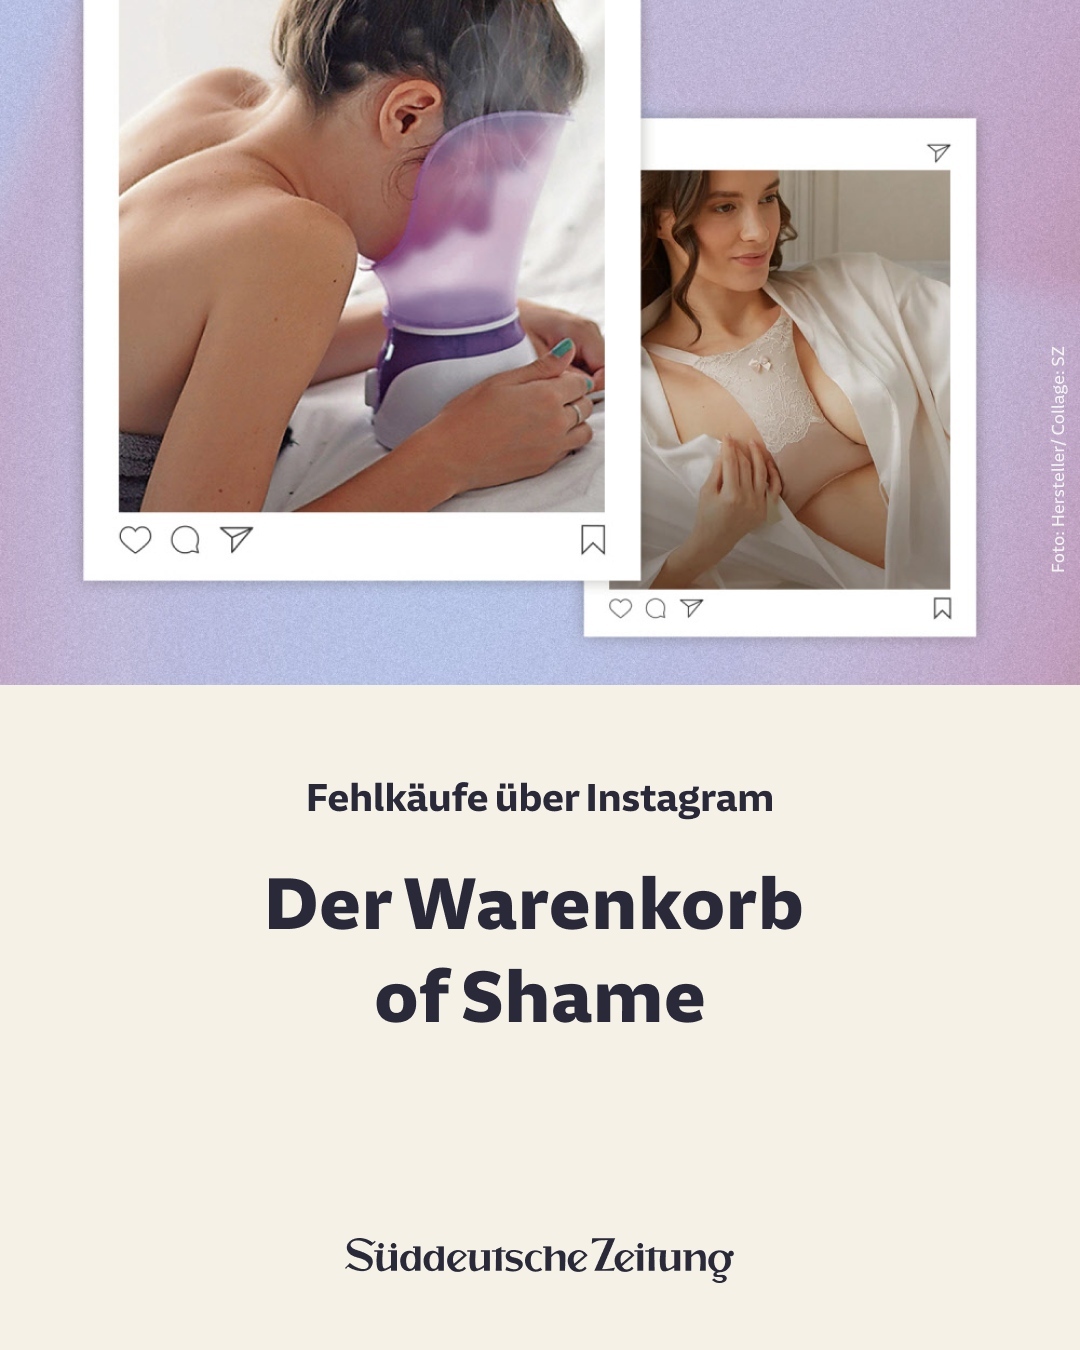 Foto: Hersteller/ Collage: SZ
Fehlkäufe über Instagram
Der Warenkorb
of Shame
Süddeutsche Zeitung